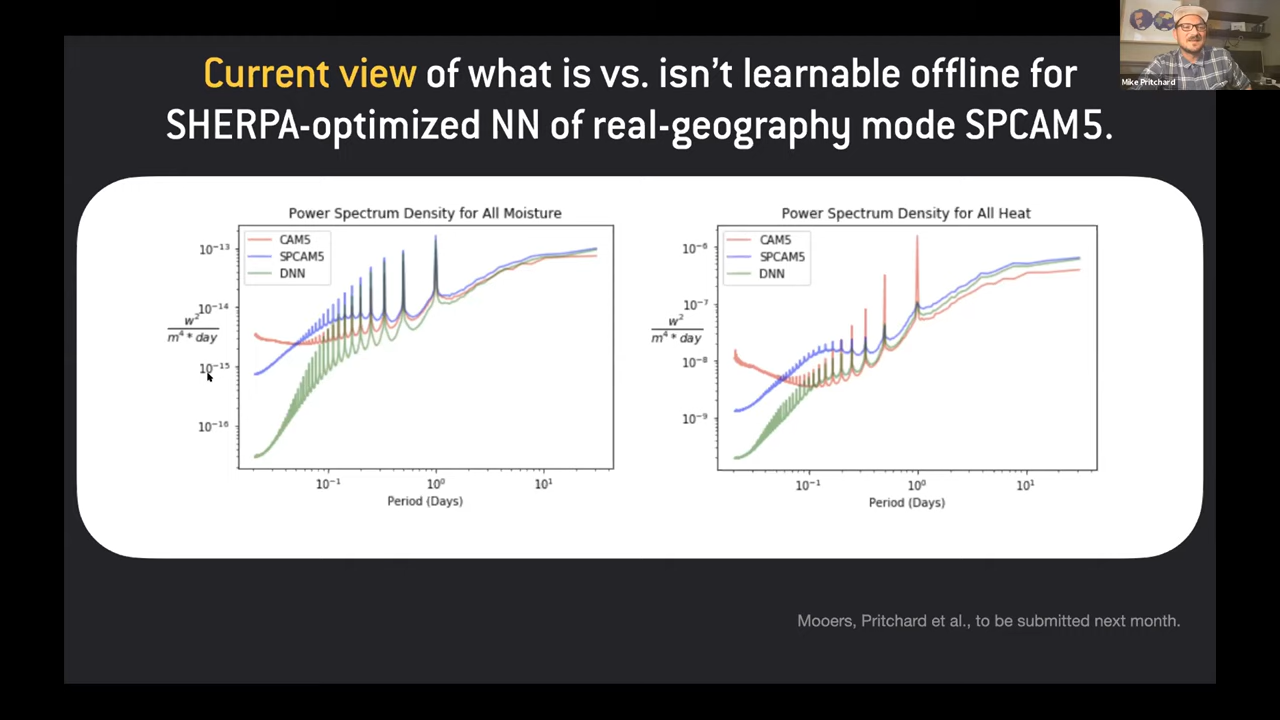 Current view of what is vs. isn't learnable offline for
SHERPA-optimized NN of real-geography mode SPCAM5.
Mike Pritchard
Power Spectrum Density for All Moisture
CAM5
SPCAM5
DNN
10⁻¹³
10⁻¹⁴
10⁻¹⁵
10⁻¹⁶
w²
m⁴ * day
10⁻¹
10⁰
10¹
Period (Days)
Power Spectrum Density for All Heat
CAM5
SPCAM5
DNN
10⁻⁶
10⁻⁷
10⁻⁸
10⁻⁹
w²
m⁴ * day
10⁻¹
10⁰
10¹
Period (Days)
Mooers, Pritchard et al., to be submitted next month.